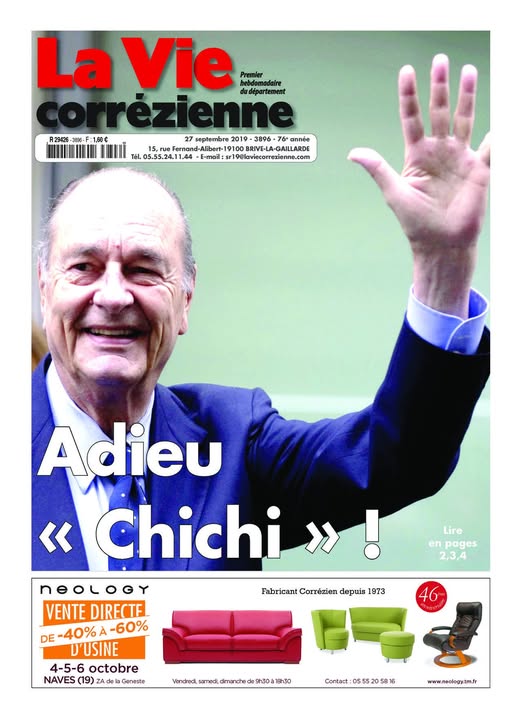 La Vie
corrézienne
Premier
hebdomadaire
du département
R 29426 - 3896 - F : 1,60 €
27 septembre 2019 - 3896 - 76e année
15, rue Fernand-Alibert-19100 BRIVE-LA-GAILLARDE
Tél. 05.55.24.11.44 - E-mail : sr19@laviecorrezienne.com
Adieu
« Chichi » !
Lire
en pages
2,3,4
NEOLOGY
VENTE DIRECTE
DE -40% À -60%
D'USINE
4-5-6 octobre
NAVES (19) ZA de la Geneste
Fabricant Corrézien depuis 1973
46
Vendredi, samedi, dimanche de 9h30 à 18h30
Contact : 05 55 20 58 16
www.neology.tm.fr